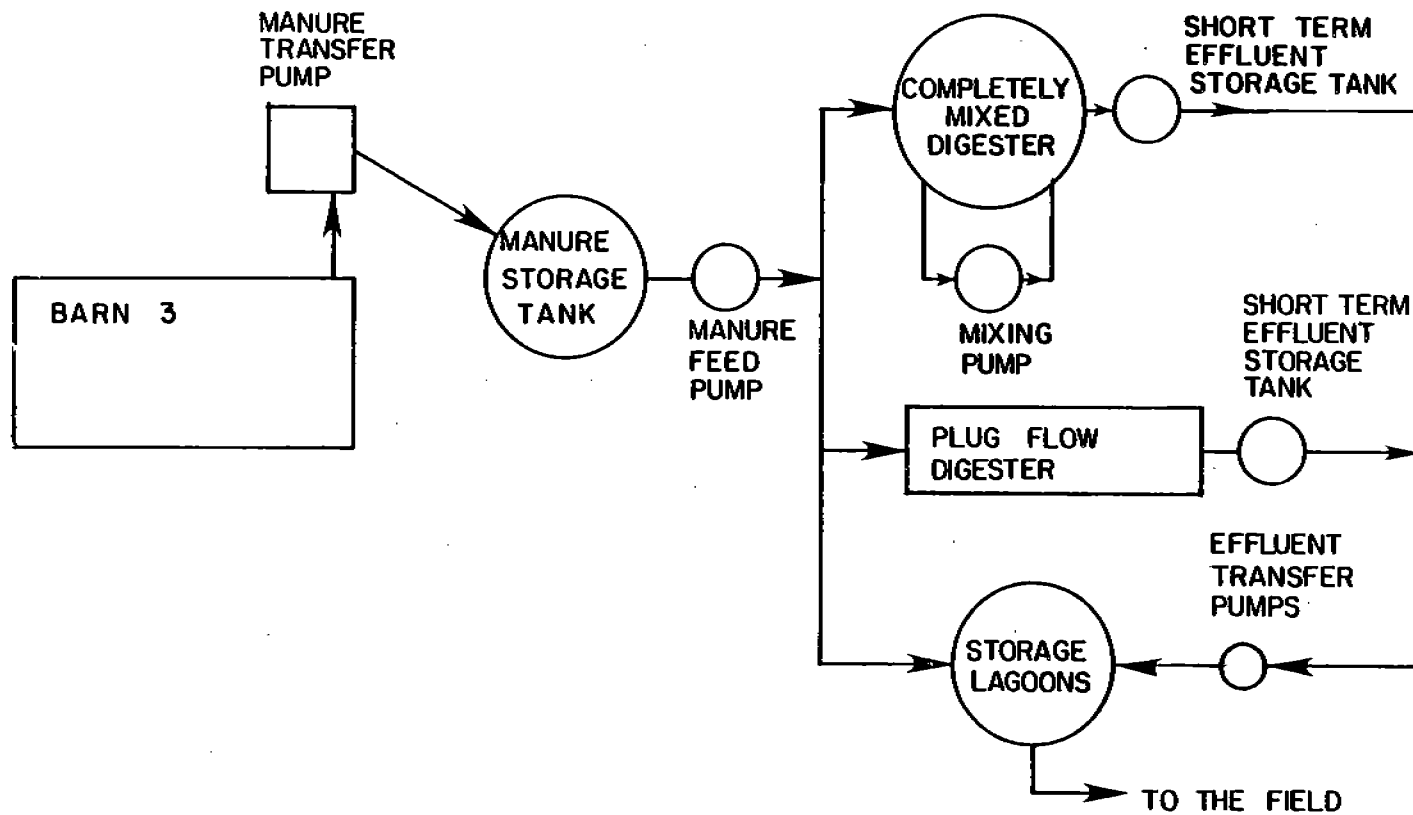 MANURE
TRANSFER
PUMP
BARN 3
MANURE
STORAGE
TANK
MANURE
FEED
PUMP
COMPLETELY
MIXED
DIGESTER
MIXING
PUMP
SHORT TERM
EFFLUENT
STORAGE TANK
PLUG FLOW
DIGESTER
SHORT TERM
EFFLUENT
STORAGE
TANK
STORAGE
LAGOONS
EFFLUENT
TRANSFER
PUMPS
TO THE FIELD